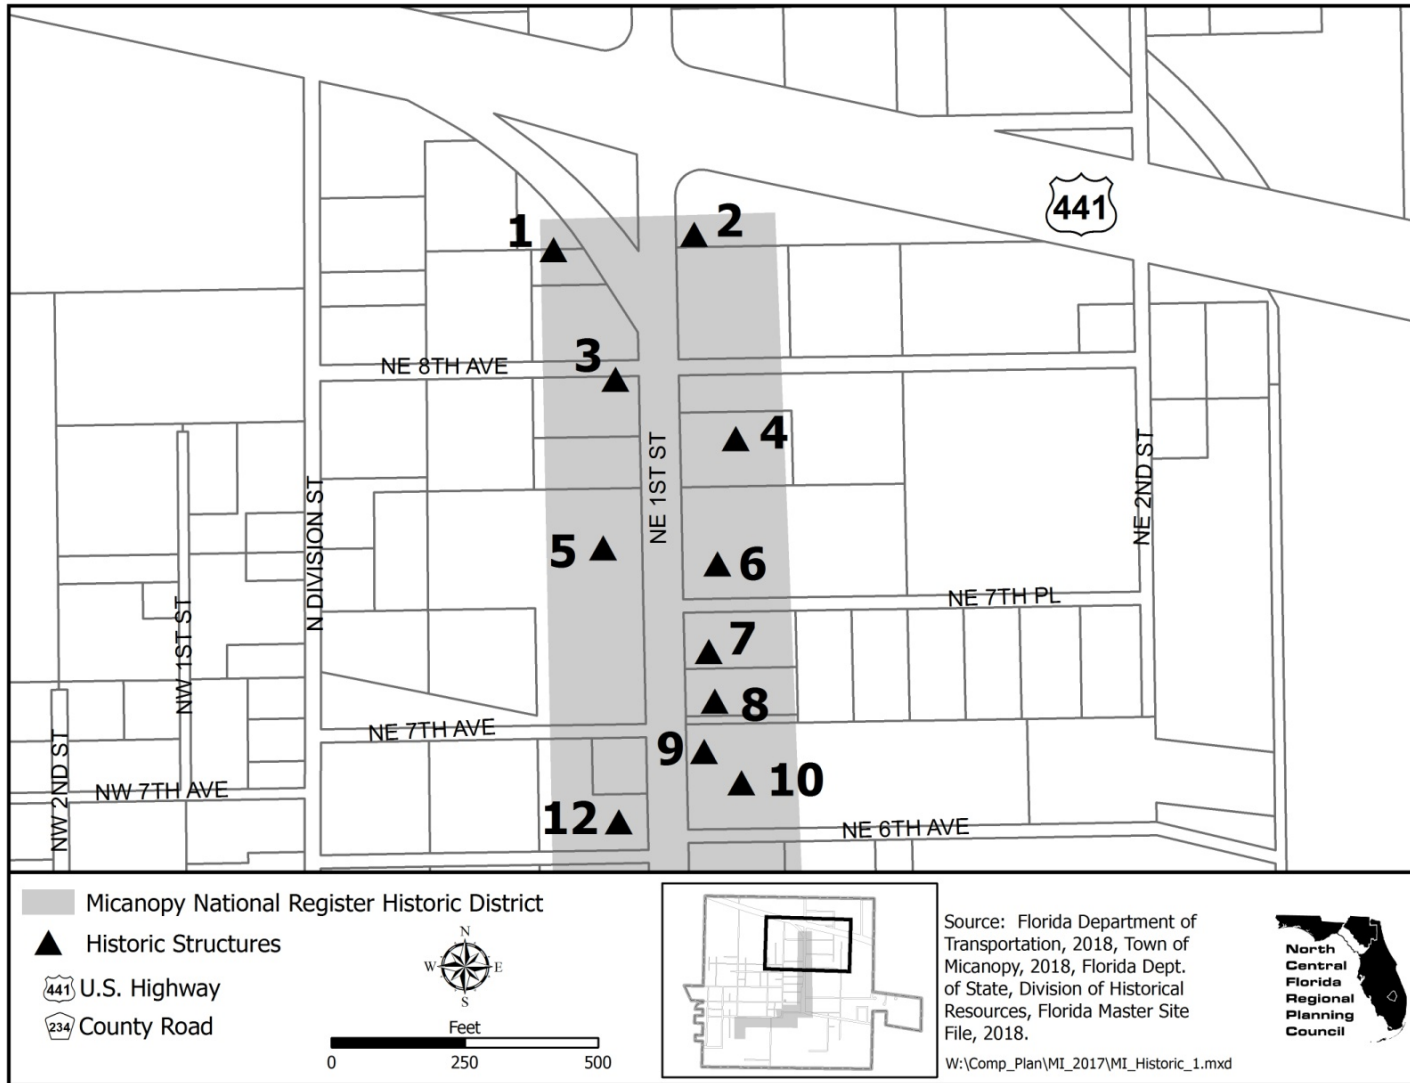 441
1
2
NE 8TH AVE
3
4
NE 1ST ST
N DIVISION ST
NE 2ND ST
5
6
NE 7TH PL
NW 1ST ST
7
8
NE 7TH AVE
9
10
NW 2ND ST
NW 7TH AVE
12
NE 6TH AVE
Micanopy National Register Historic District
Historic Structures
441 U.S. Highway
234 County Road
N
W E
S
Feet
0 250 500
Source: Florida Department of
Transportation, 2018, Town of
Micanopy, 2018, Florida Dept.
of State, Division of Historical
Resources, Florida Master Site
File, 2018.
W:\Comp_Plan\MI_2017\MI_Historic_1.mxd
North
Central
Florida
Regional
Planning
Council